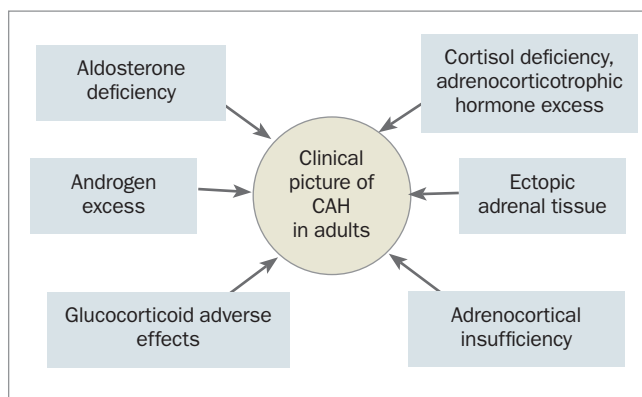 Aldosterone
deficiency
Cortisol deficiency,
adrenocorticotrophic
hormone excess
Androgen
excess
Clinical
picture of
CAH
in adults
Ectopic
adrenal tissue
Glucocorticoid adverse
effects
Adrenocortical
insufficiency